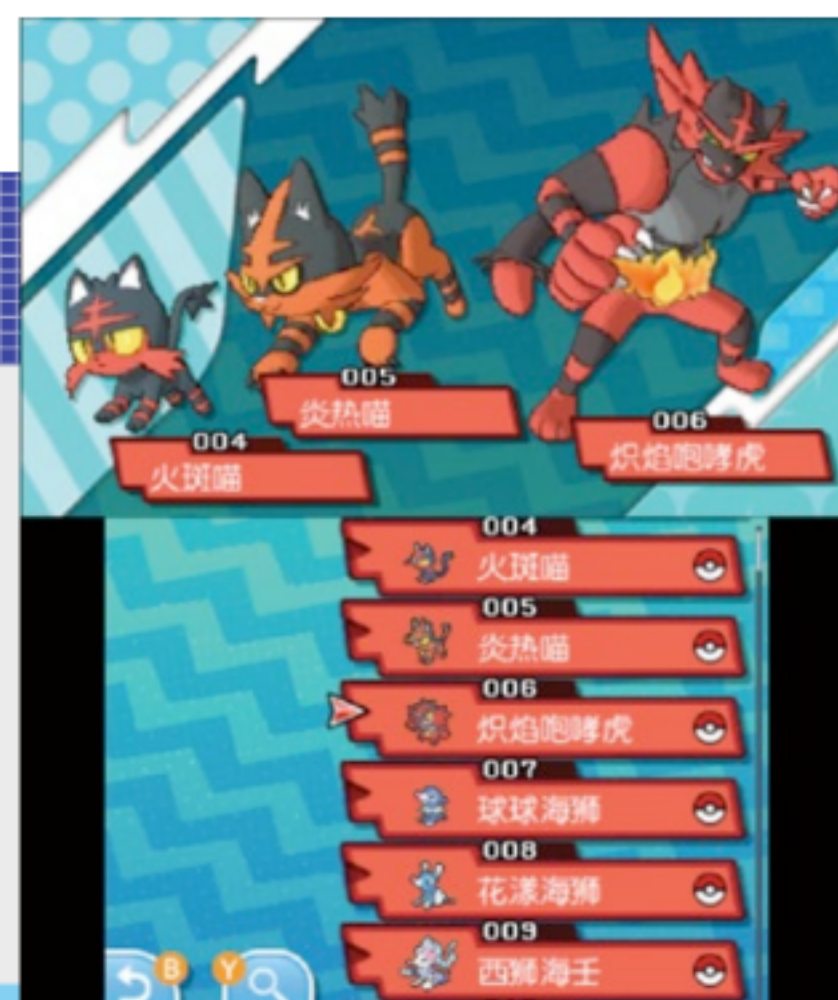 005
炎热喵
004
火斑喵
006
炽焰咆哮虎
004
火斑喵
005
炎热喵
006
炽焰咆哮虎
007
球球海狮
008
花漾海狮
009
西狮海壬
B
Y